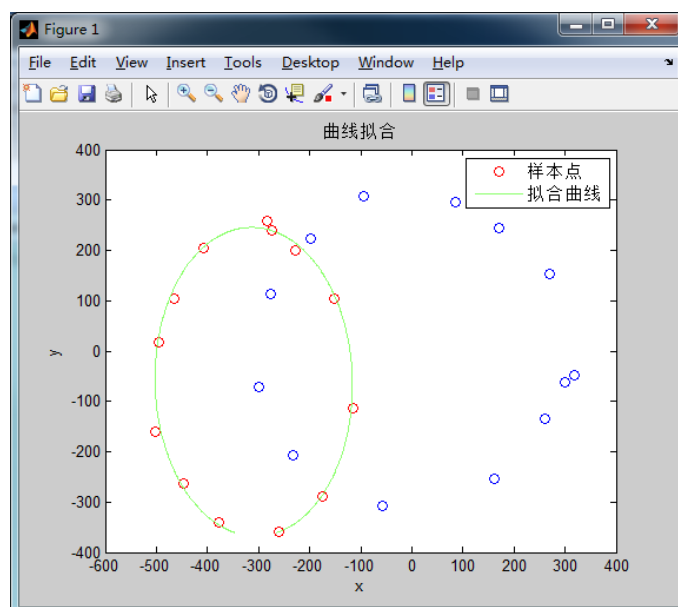 Figure 1
File Edit View Insert Tools Desktop Window Help
曲线拟合
样本点
拟合曲线
400
300
200
100
0
-100
-200
-300
-400
y
-600 -500 -400 -300 -200 -100 0 100 200 300 400
x